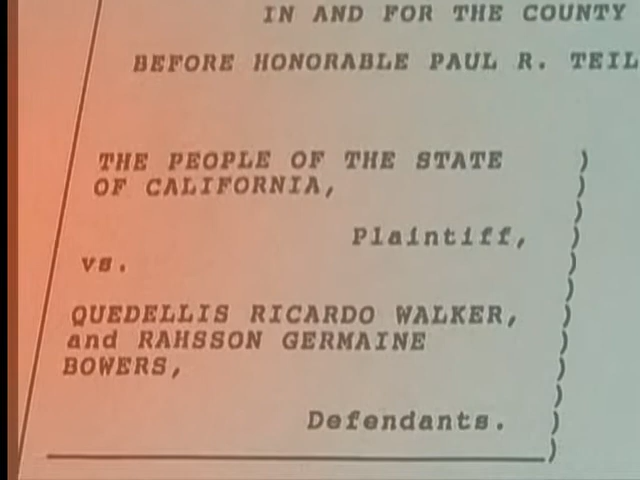 IN AND FOR THE COUNTY
BEFORE HONORABLE PAUL R. TEIL
THE PEOPLE OF THE STATE )
OF CALIFORNIA, )
)
Plaintiff, )
vs. )
)
QUEDELLIS RICARDO WALKER, )
and RAHSSON GERMAINE )
BOWERS, )
)
Defendants. )
)